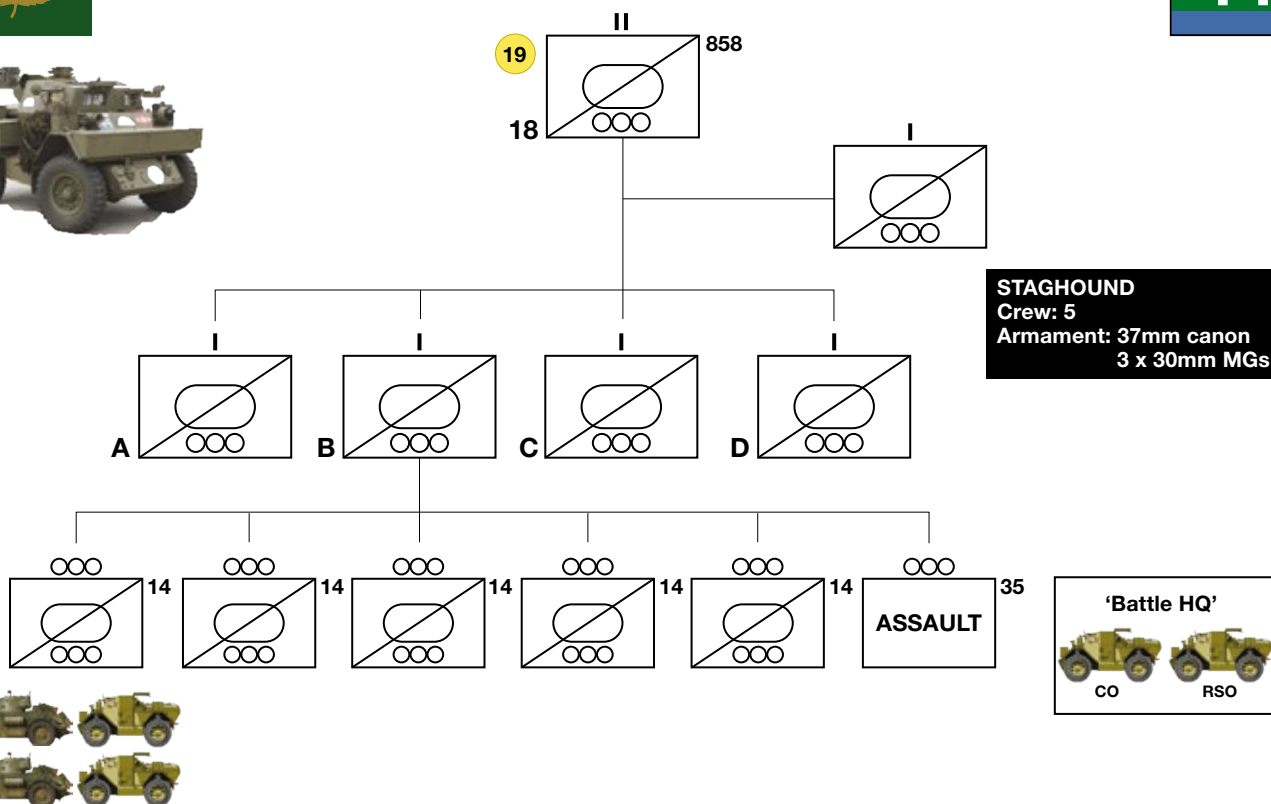 II
19
858
18
I
STAGHOUND
Crew: 5
Armament: 37mm canon
3 x 30mm MGs
I
I
I
I
A
B
C
D
14
14
14
14
14
35
ASSAULT
'Battle HQ'
CO
RSO